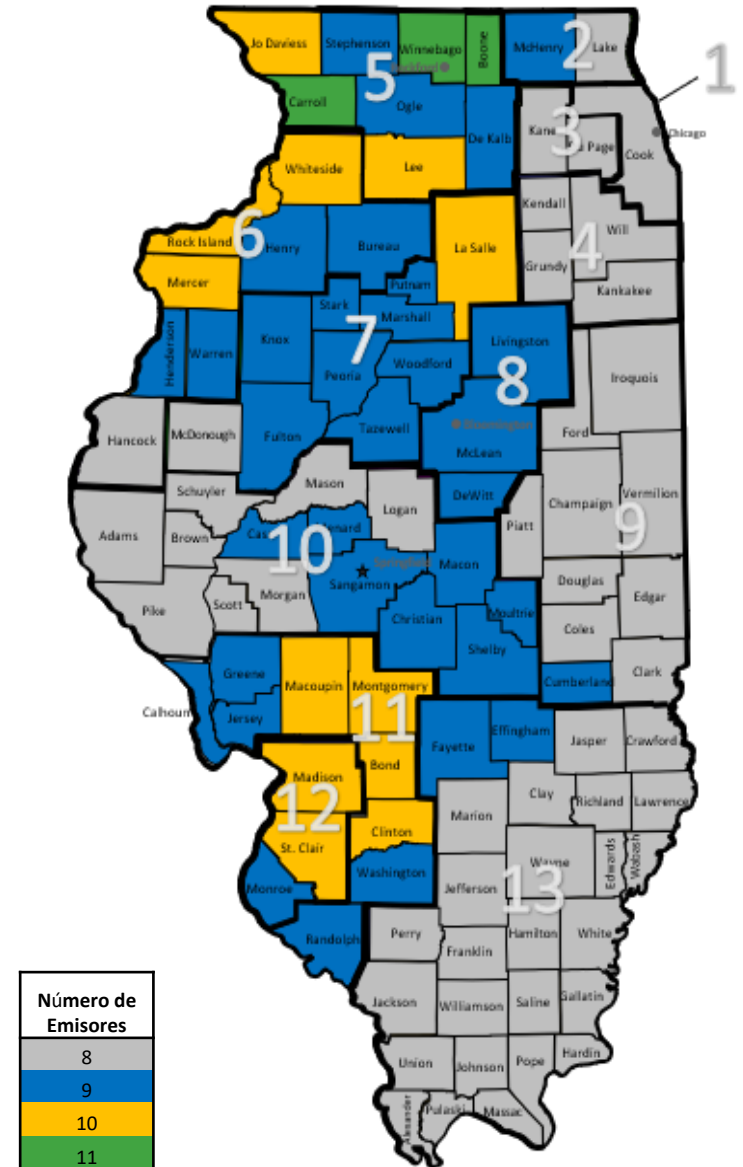 Jo Daviess
Stephenson
Winnebago
Boone
McHenry
Lake
2
1
5
Rockford
Carroll
Ogle
De Kalb
Kane
3
Du Page
Cook
Chicago
Whiteside
Lee
Kendall
Will
4
Rock Island
6
Henry
Bureau
La Salle
Grundy
Kankakee
Mercer
Putnam
Stark
Marshall
7
Henderson
Warren
Knox
Peoria
Woodford
Livingston
8
Iroquois
Ford
Hancock
McDonough
Fulton
Tazewell
Bloomington
McLean
Mason
Schuyler
Logan
DeWitt
Champaign
Vermilion
Adams
Brown
Cass
Menard
10
Piatt
9
Springfield
Macon
Sangamon
Morgan
Scott
Pike
Christian
Moultrie
Douglas
Edgar
Coles
Shelby
Greene
Macoupin
Montgomery
Cumberland
Clark
Calhoun
Jersey
11
Fayette
Effingham
Jasper
Crawford
Madison
Bond
12
Clay
Richland
Lawrence
Marion
Clinton
St. Clair
Wayne
Edwards
Wabash
Washington
Monroe
Jefferson
13
Randolph
Perry
Hamilton
White
Franklin
Jackson
Williamson
Saline
Gallatin
Union
Johnson
Pope
Hardin
Alexander
Pulaski
Massac
Número de
Emisores
8
9
10
11